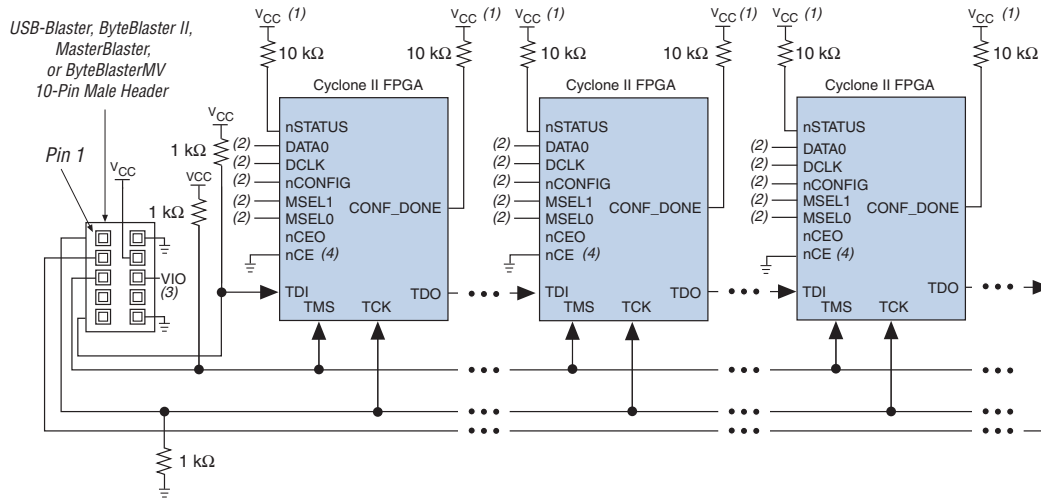 USB-Blaster, ByteBlaster II,
MasterBlaster,
or ByteBlasterMV
10-Pin Male Header
Pin 1
VCC
VIO
(3)
VCC
1 kΩ
VCC
1 kΩ
1 kΩ
VCC (1)
10 kΩ
VCC (1)
10 kΩ
Cyclone II FPGA
nSTATUS
(2) DATA0
(2) DCLK
(2) nCONFIG
(2) MSEL1
(2) MSEL0
CONF_DONE
nCEO
nCE (4)
TDI
TDO
TMS
TCK
VCC (1)
10 kΩ
VCC (1)
10 kΩ
Cyclone II FPGA
nSTATUS
(2) DATA0
(2) DCLK
(2) nCONFIG
(2) MSEL1
(2) MSEL0
CONF_DONE
nCEO
nCE (4)
TDI
TDO
TMS
TCK
VCC (1)
10 kΩ
VCC (1)
10 kΩ
Cyclone II FPGA
nSTATUS
(2) DATA0
(2) DCLK
(2) nCONFIG
(2) MSEL1
(2) MSEL0
CONF_DONE
nCEO
nCE (4)
TDI
TDO
TMS
TCK